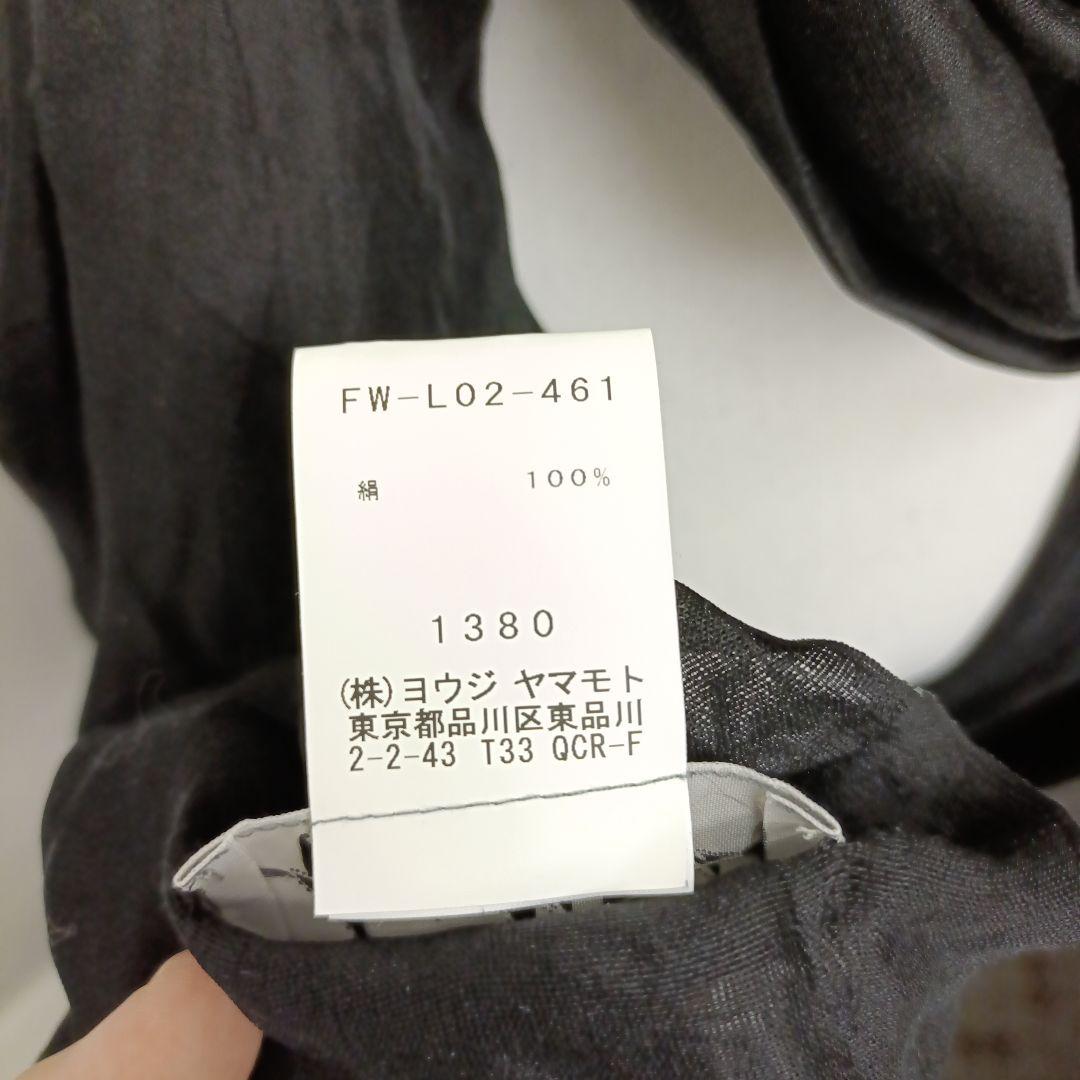 FW-L02-461
絹 100%
1380
(株)ヨウジ ヤマモト
東京都品川区東品川
2-2-43 T33 QCR-F